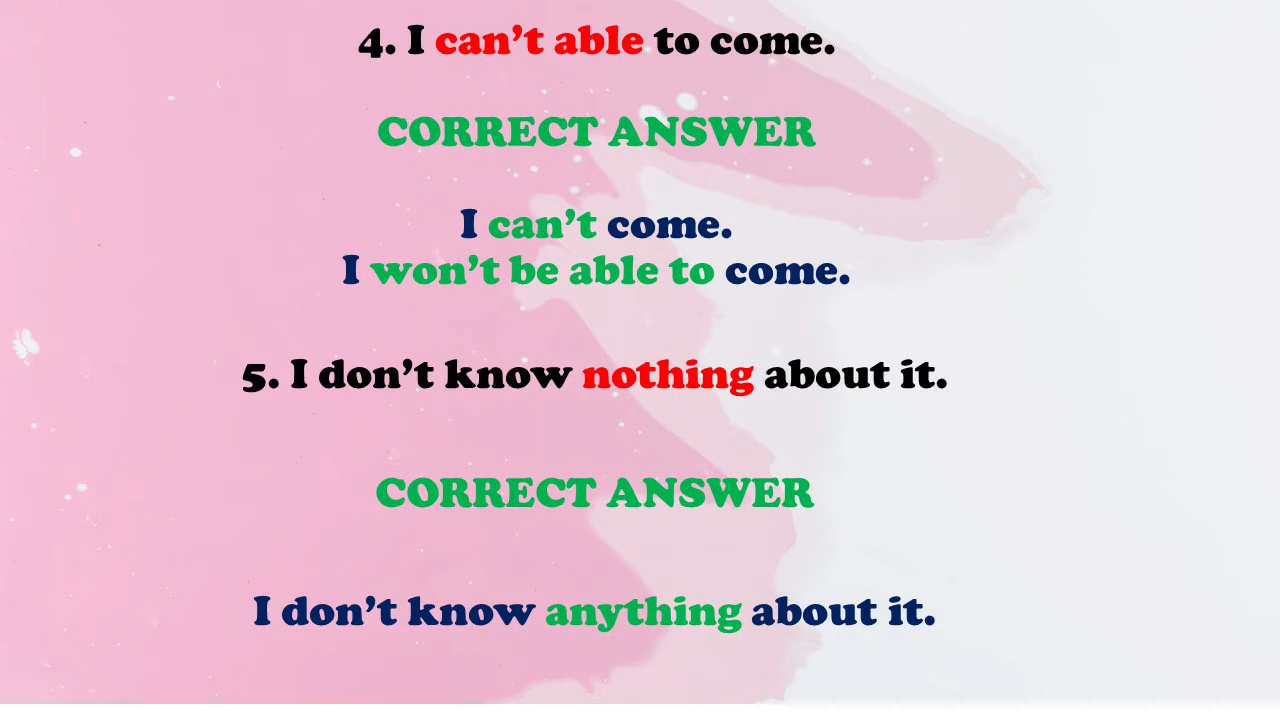 4. I can't able to come.
CORRECT ANSWER
I can't come.
I won't be able to come.
5. I don't know nothing about it.
CORRECT ANSWER
I don't know anything about it.